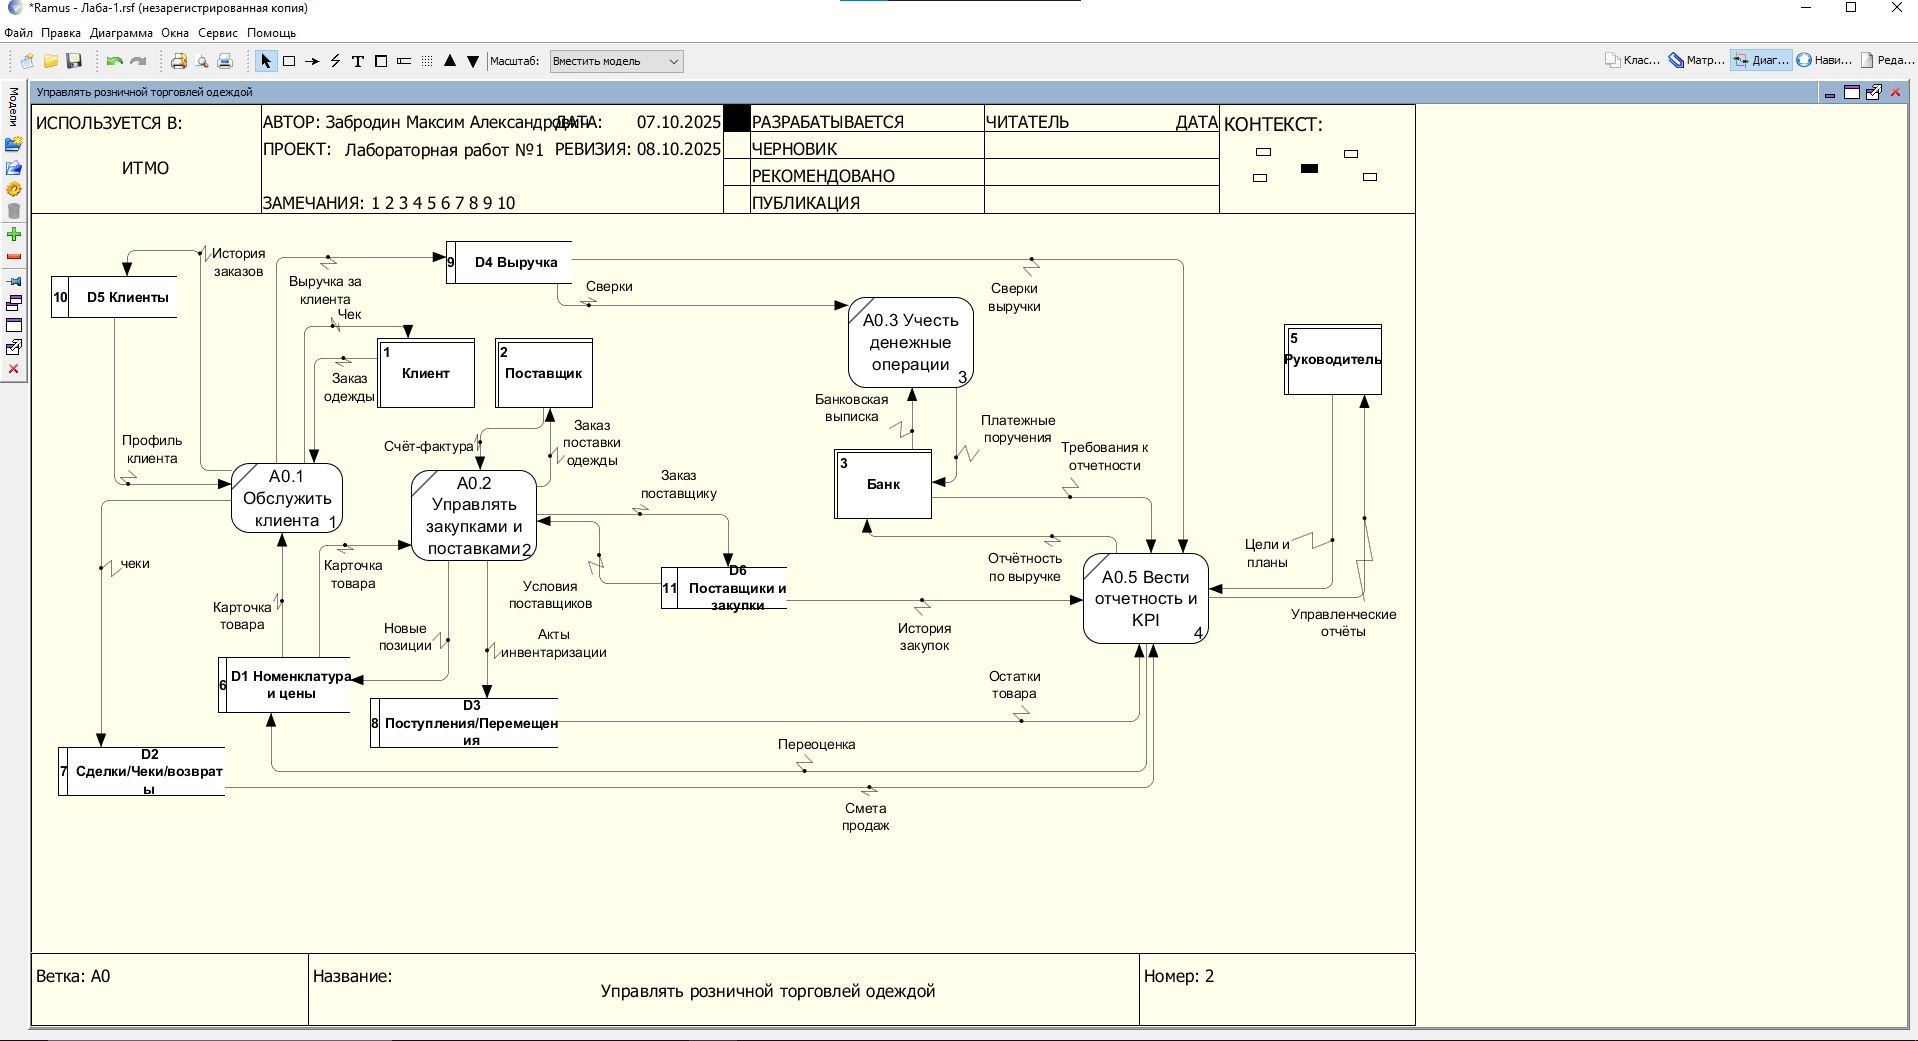 *Ramus - Лаба-1.rsf (незарегистрированная копия)
Файл Правка Диаграмма Окна Сервис Помощь
Масштаб: Вместить модель
Клас... Матр... Диаг... Нави... Реда...
Модели
Управлять розничной торговлей одеждой
ИСПОЛЬЗУЕТСЯ В:
ИТМО
АВТОР: Забродин Максим Александрович
ДАТА: 07.10.2025
ПРОЕКТ: Лабораторная работ №1
РЕВИЗИЯ: 08.10.2025
ЗАМЕЧАНИЯ: 1 2 3 4 5 6 7 8 9 10
РАЗРАБАТЫВАЕТСЯ
ЧЕРНОВИК
РЕКОМЕНДОВАНО
ПУБЛИКАЦИЯ
ЧИТАТЕЛЬ ДАТА
КОНТЕКСТ:
История
заказов
10 D5 Клиенты
Выручка за
клиента
9 D4 Выручка
Сверки
Сверки
выручки
Чек
1
Клиент
2
Поставщик
Заказ
одежды
A0.3 Учесть
денежные
операции
3
5
Руководитель
Банковская
выписка
Платежные
поручения
Профиль
клиента
Счёт-фактура
Заказ
поставки
одежды
Требования к
отчетности
A0.1
Обслужить
клиента 1
A0.2
Управлять
закупками и
поставками 2
Заказ
поставщику
3
Банк
чеки
Карточка
товара
Карточка
товара
Условия
поставщиков
11 D6
Поставщики и
закупки
Отчётность
по выручке
Цели и
планы
A0.5 Вести
отчетность и
KPI
4
Управленческие
отчёты
История
закупок
Новые
позиции
Акты
инвентаризации
6 D1 Номенклатура
и цены
8 D3
Поступления/Перемещен
ия
Остатки
товара
7 D2
Сделки/Чеки/возврат
ы
Переоценка
Смета
продаж
Ветка: A0
Название:
Управлять розничной торговлей одеждой
Номер: 2